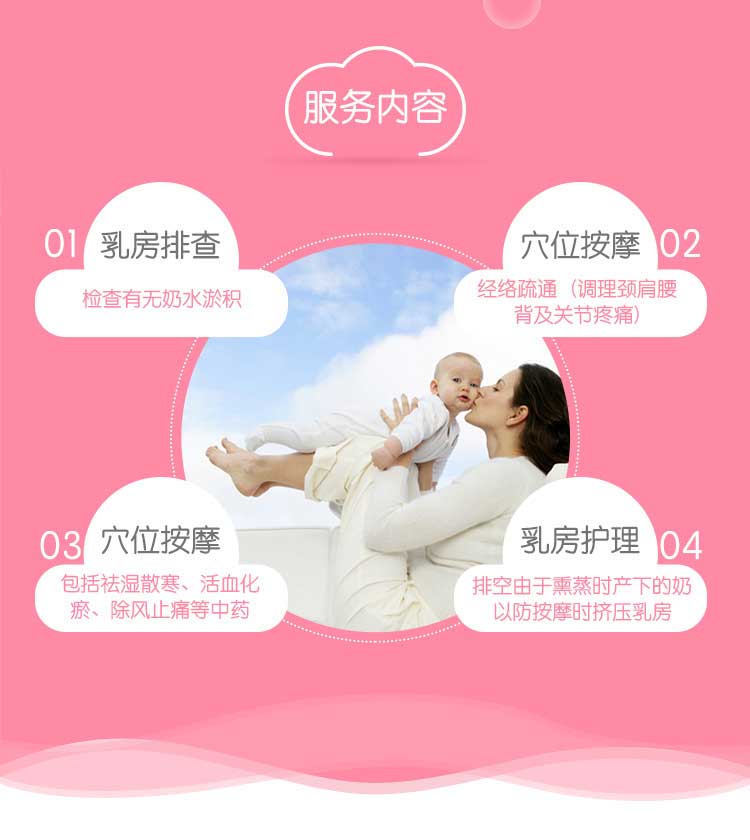 服务内容
01 乳房排查
检查有无奶水淤积
穴位按摩 02
经络疏通（调理颈肩腰
背及关节疼痛）
03 穴位按摩
包括祛湿散寒、活血化
瘀、除风止痛等中药
乳房护理 04
排空由于熏蒸时产下的奶
以防按摩时挤压乳房